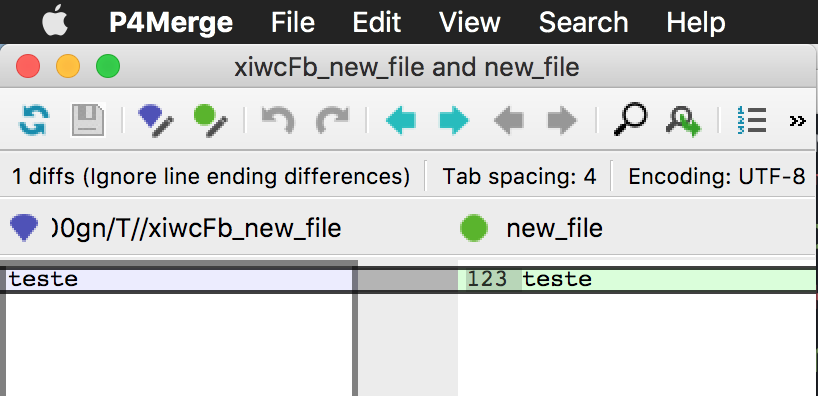 P4Merge File Edit View Search Help
xiwcFb_new_file and new_file
1 diffs (Ignore line ending differences) Tab spacing: 4 Encoding: UTF-8
00gn/T//xiwcFb_new_file new_file
teste 123 teste